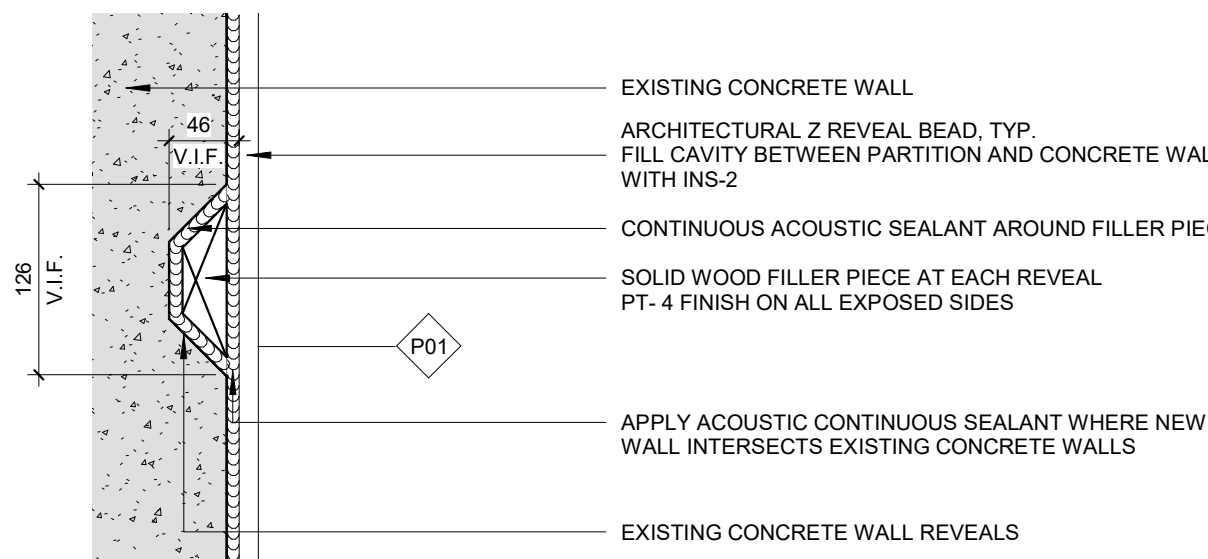 EXISTING CONCRETE WALL
46
V.I.F.
ARCHITECTURAL Z REVEAL BEAD, TYP.
FILL CAVITY BETWEEN PARTITION AND CONCRETE WAL
WITH INS-2
126
V.I.F.
CONTINUOUS ACOUSTIC SEALANT AROUND FILLER PIE
SOLID WOOD FILLER PIECE AT EACH REVEAL
PT- 4 FINISH ON ALL EXPOSED SIDES
P01
APPLY ACOUSTIC CONTINUOUS SEALANT WHERE NEW
WALL INTERSECTS EXISTING CONCRETE WALLS
EXISTING CONCRETE WALL REVEALS